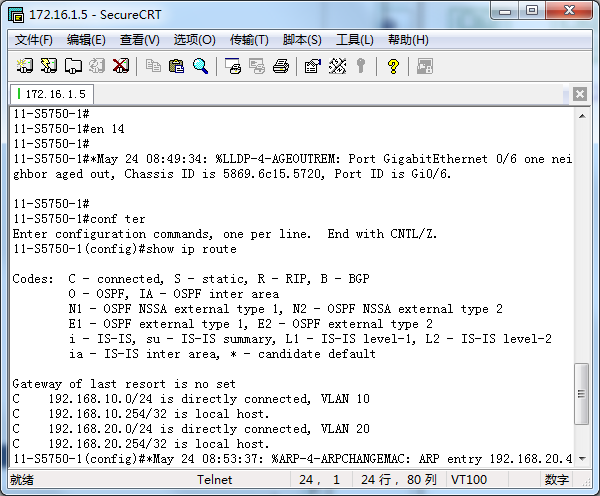 172.16.1.5 - SecureCRT
文件(F) 编辑(E) 查看(V) 选项(O) 传输(T) 脚本(S) 工具(L) 帮助(H)
172.16.1.5
11-S5750-1#
11-S5750-1#en 14
11-S5750-1#
11-S5750-1#*May 24 08:49:34: %LLDP-4-AGEOUTREM: Port GigabitEthernet 0/6 one nei
ghbor aged out, Chassis ID is 5869.6c15.5720, Port ID is Gi0/6.
11-S5750-1#
11-S5750-1#conf ter
Enter configuration commands, one per line.  End with CNTL/Z.
11-S5750-1(config)#show ip route
Codes:  C - connected, S - static, R - RIP, B - BGP
O - OSPF, IA - OSPF inter area
N1 - OSPF NSSA external type 1, N2 - OSPF NSSA external type 2
E1 - OSPF external type 1, E2 - OSPF external type 2
i - IS-IS, su - IS-IS summary, L1 - IS-IS level-1, L2 - IS-IS level-2
ia - IS-IS inter area, * - candidate default
Gateway of last resort is no set
C    192.168.10.0/24 is directly connected, VLAN 10
C    192.168.10.254/32 is local host.
C    192.168.20.0/24 is directly connected, VLAN 20
C    192.168.20.254/32 is local host.
11-S5750-1(config)#*May 24 08:53:37: %ARP-4-ARPCHANGEMAC: ARP entry 192.168.20.4
就绪 Telnet 24, 1 24 行, 80 列 VT100 数字